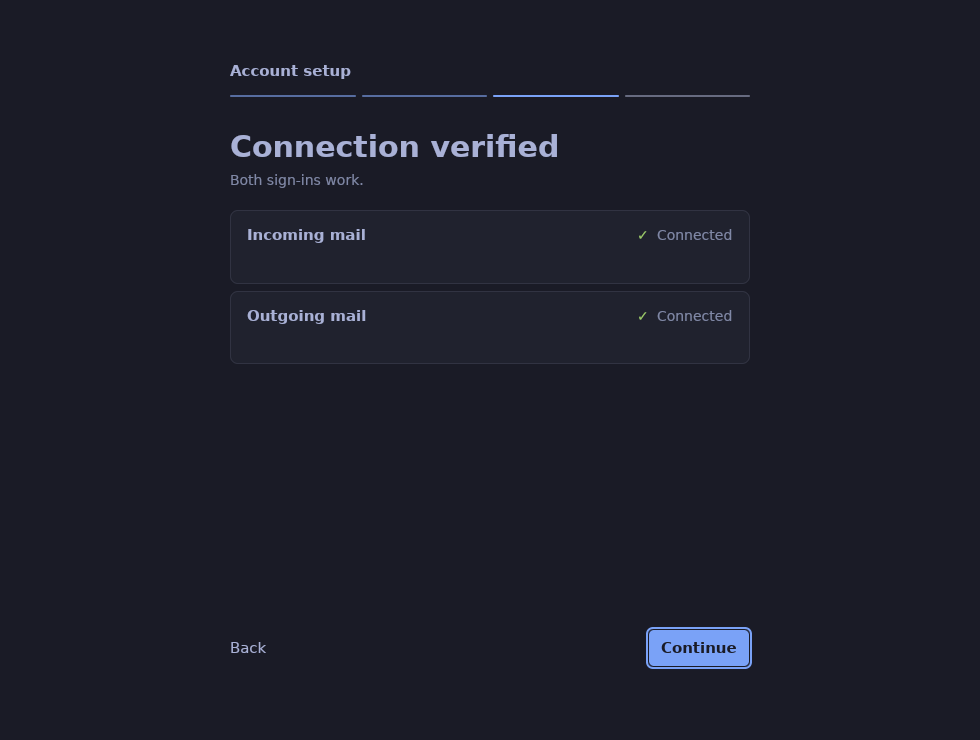 Account setup
Connection verified
Both sign-ins work.
Incoming mail ✓ Connected
Outgoing mail ✓ Connected
Back Continue